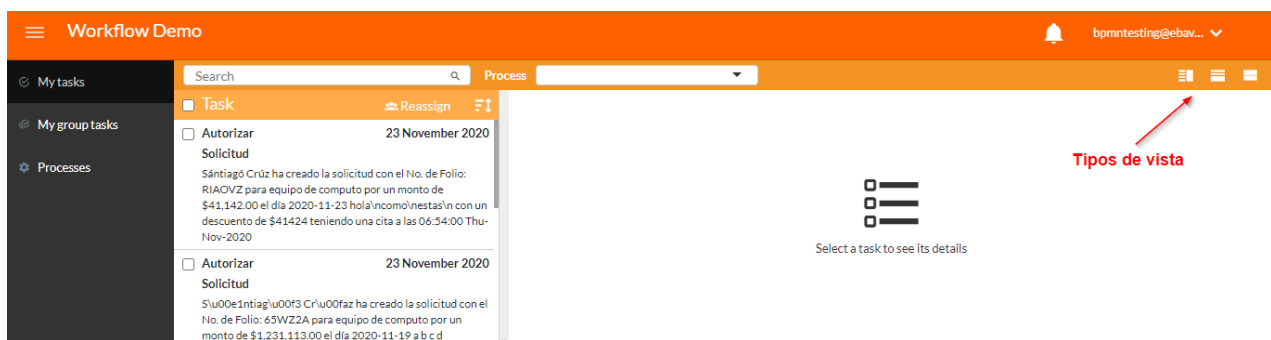 Workflow Demo
bpmntesting@ebav...
My tasks
Search
Process
Task
Reassign
My group tasks
Autorizar
23 November 2020
Solicitud
Sántiagó Crúz ha creado la solicitud con el No. de Folio:
RIAOVZ para equipo de computo por un monto de
$41,142.00 el día 2020-11-23 hola\ncomo\nestas\n con un
descuento de $41424 teniendo una cita a las 06:54:00 Thu-
Nov-2020
Processes
Tipos de vista
Select a task to see its details
Autorizar
23 November 2020
Solicitud
S\u00e1ntiag\u00f3 Cr\u00faz ha creado la solicitud con el
No. de Folio: 65WZ2A para equipo de computo por un
monto de $1,231,113.00 el día 2020-11-19 a b c d